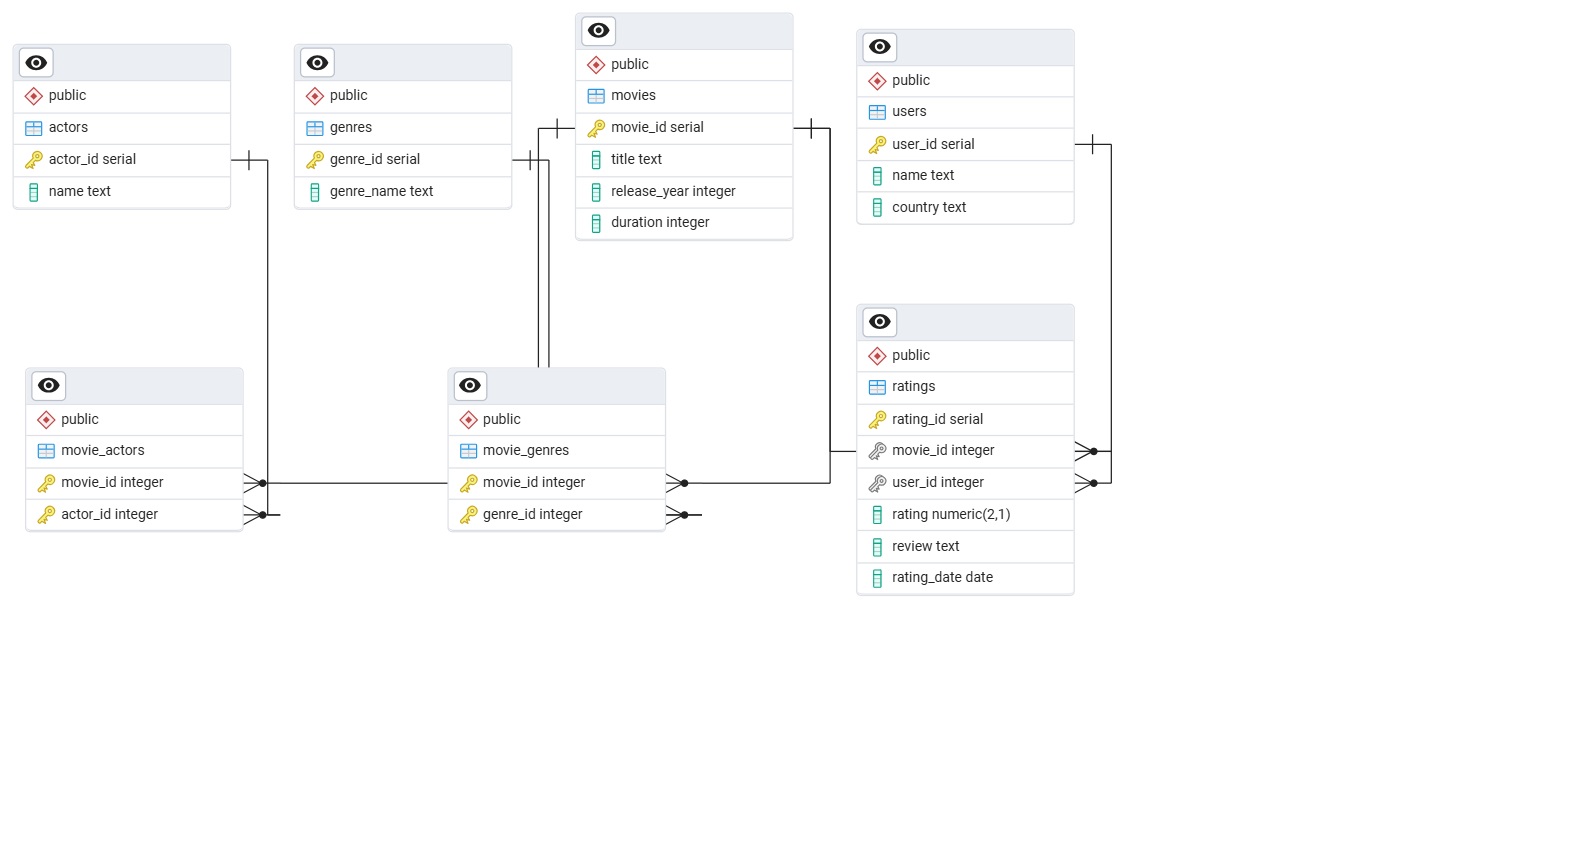 public
actors
actor_id serial
name text
public
genres
genre_id serial
genre_name text
public
movies
movie_id serial
title text
release_year integer
duration integer
public
users
user_id serial
name text
country text
public
movie_actors
movie_id integer
actor_id integer
public
movie_genres
movie_id integer
genre_id integer
public
ratings
rating_id serial
movie_id integer
user_id integer
rating numeric(2,1)
review text
rating_date date